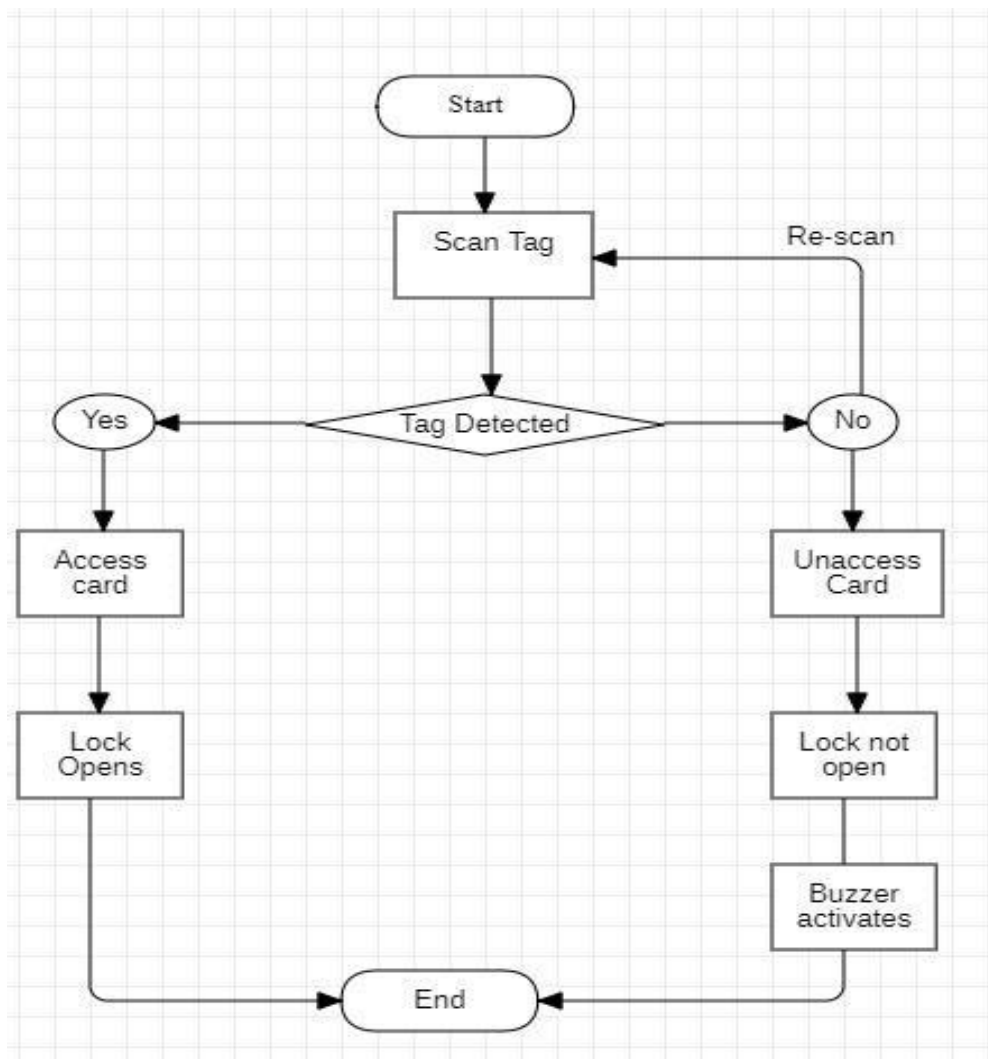 Start
Scan Tag
Re-scan
Yes
Tag Detected
No
Access
card
Unaccess
Card
Lock
Opens
Lock not
open
Buzzer
activates
End